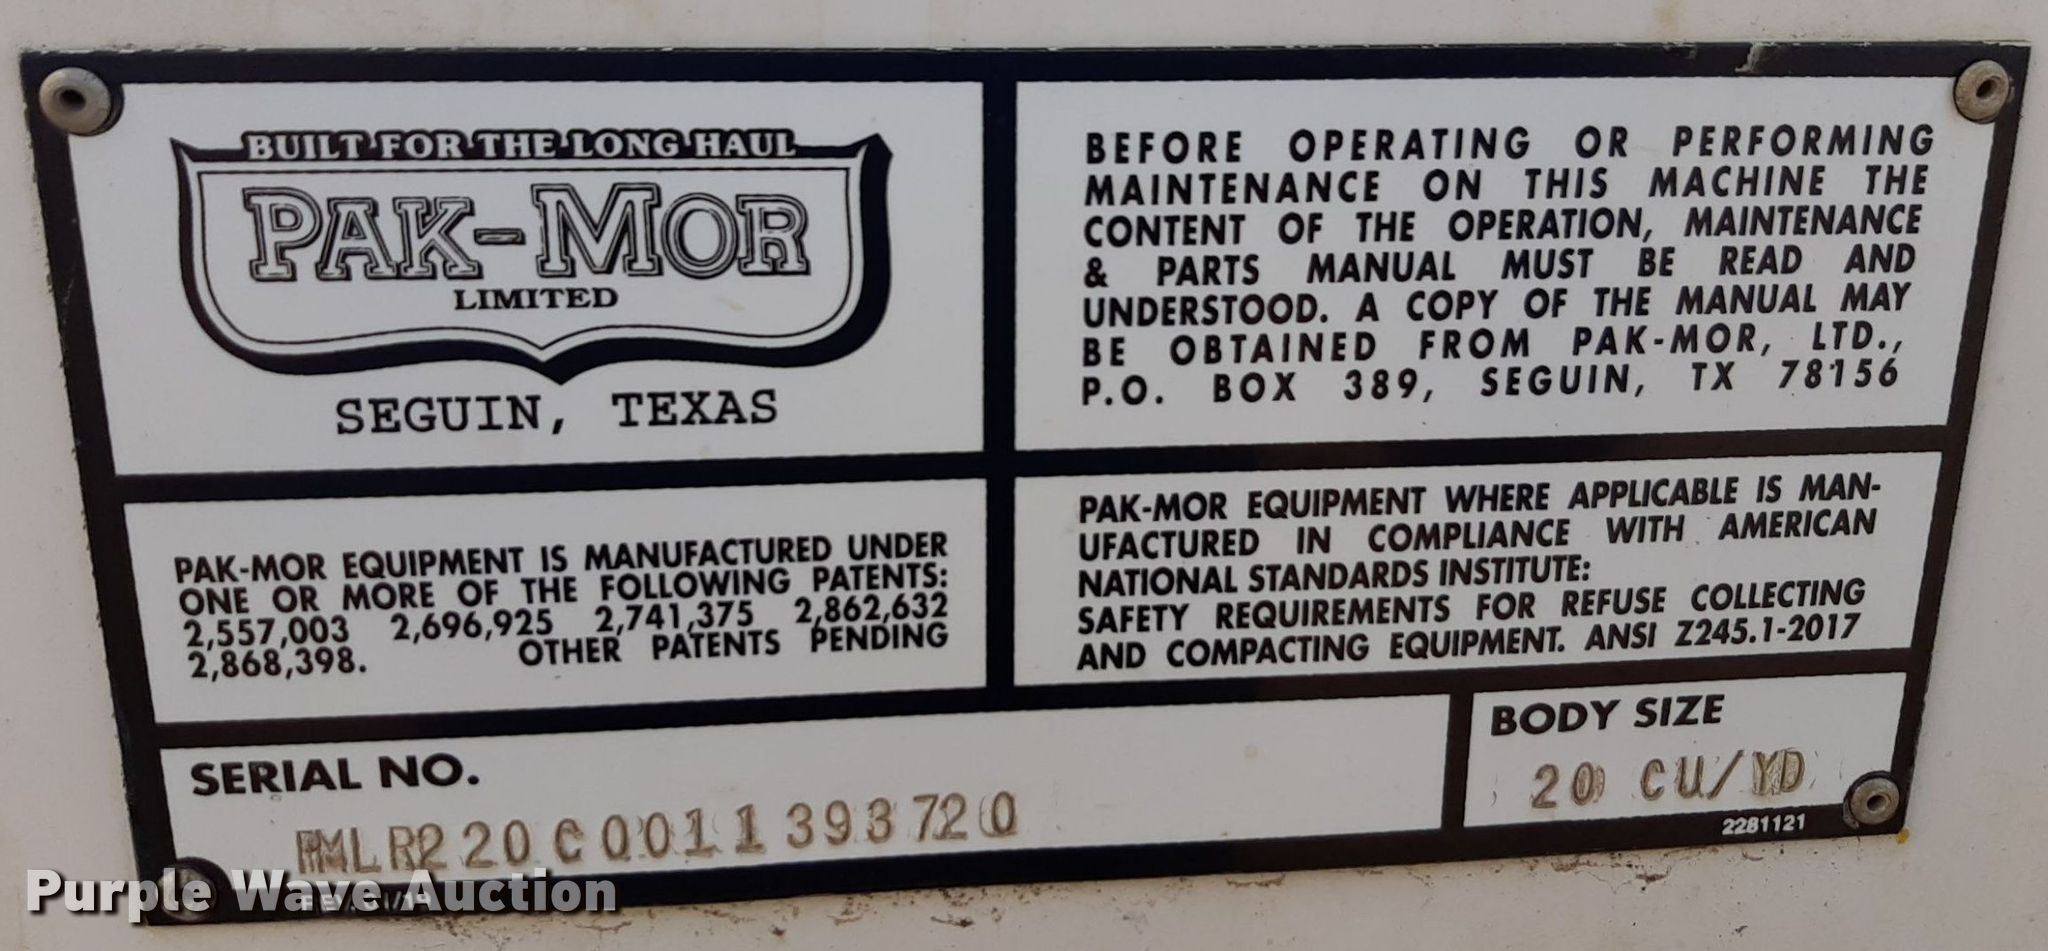 BUILT FOR THE LONG HAUL
PAK-MOR
LIMITED
SEGUIN, TEXAS
BEFORE OPERATING OR PERFORMING
MAINTENANCE ON THIS MACHINE THE
CONTENT OF THE OPERATION, MAINTENANCE
& PARTS MANUAL MUST BE READ AND
UNDERSTOOD. A COPY OF THE MANUAL MAY
BE OBTAINED FROM PAK-MOR, LTD.,
P.O. BOX 389, SEGUIN, TX 78156
PAK-MOR EQUIPMENT IS MANUFACTURED UNDER
ONE OR MORE OF THE FOLLOWING PATENTS:
2,557,003 2,696,925 2,741,375 2,862,632
2,868,398. OTHER PATENTS PENDING
PAK-MOR EQUIPMENT WHERE APPLICABLE IS MAN-
UFACTURED IN COMPLIANCE WITH AMERICAN
NATIONAL STANDARDS INSTITUTE:
SAFETY REQUIREMENTS FOR REFUSE COLLECTING
AND COMPACTING EQUIPMENT. ANSI Z245.1-2017
SERIAL NO.
PMLR220C0011393720
BODY SIZE
20 CU/YD
2281121
Purple Wave Auction